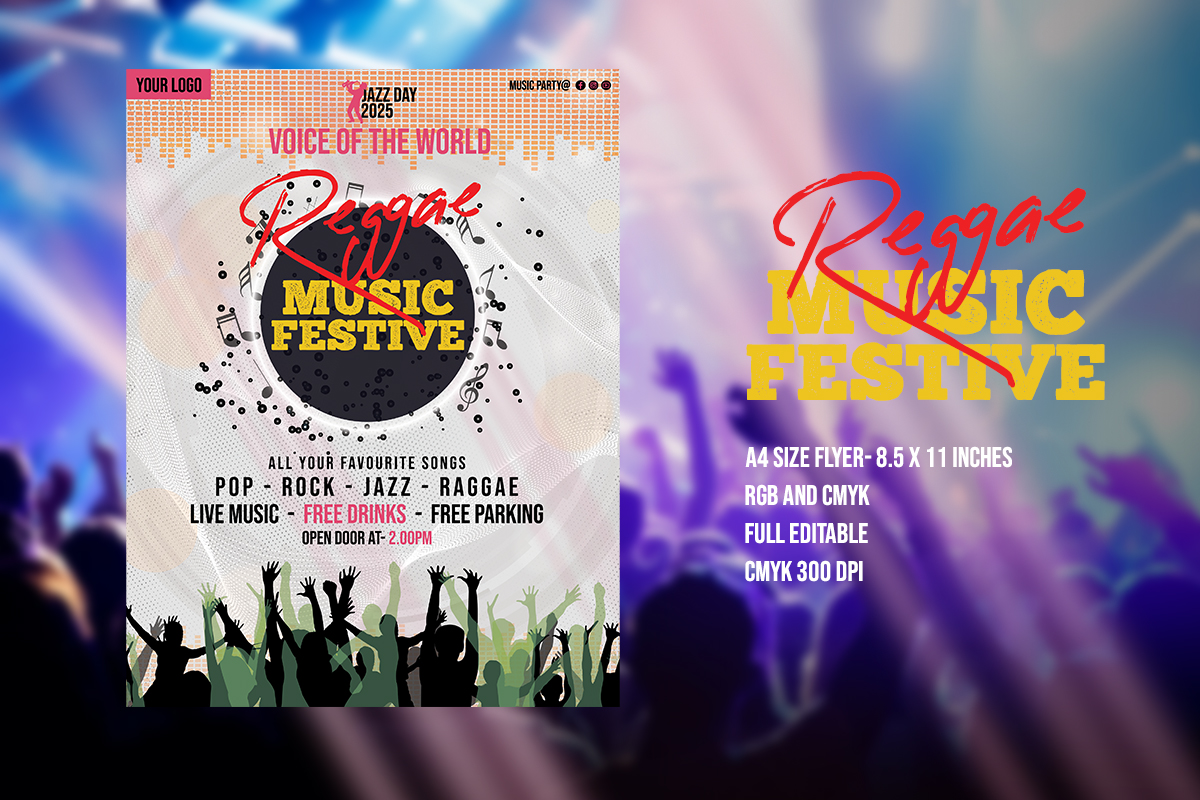 YOUR LOGO
JAZZ DAY
2025
MUSIC PARTY@
VOICE OF THE WORLD
Reggae
MUSIC
FESTIVE
ALL YOUR FAVOURITE SONGS
POP - ROCK - JAZZ - RAGGAE
LIVE MUSIC - FREE DRINKS - FREE PARKING
OPEN DOOR AT- 2.00PM
Reggae
MUSIC
FESTIVE
A4 SIZE FLYER- 8.5 X 11 INCHES
RGB AND CMYK
FULL EDITABLE
CMYK 300 DPI